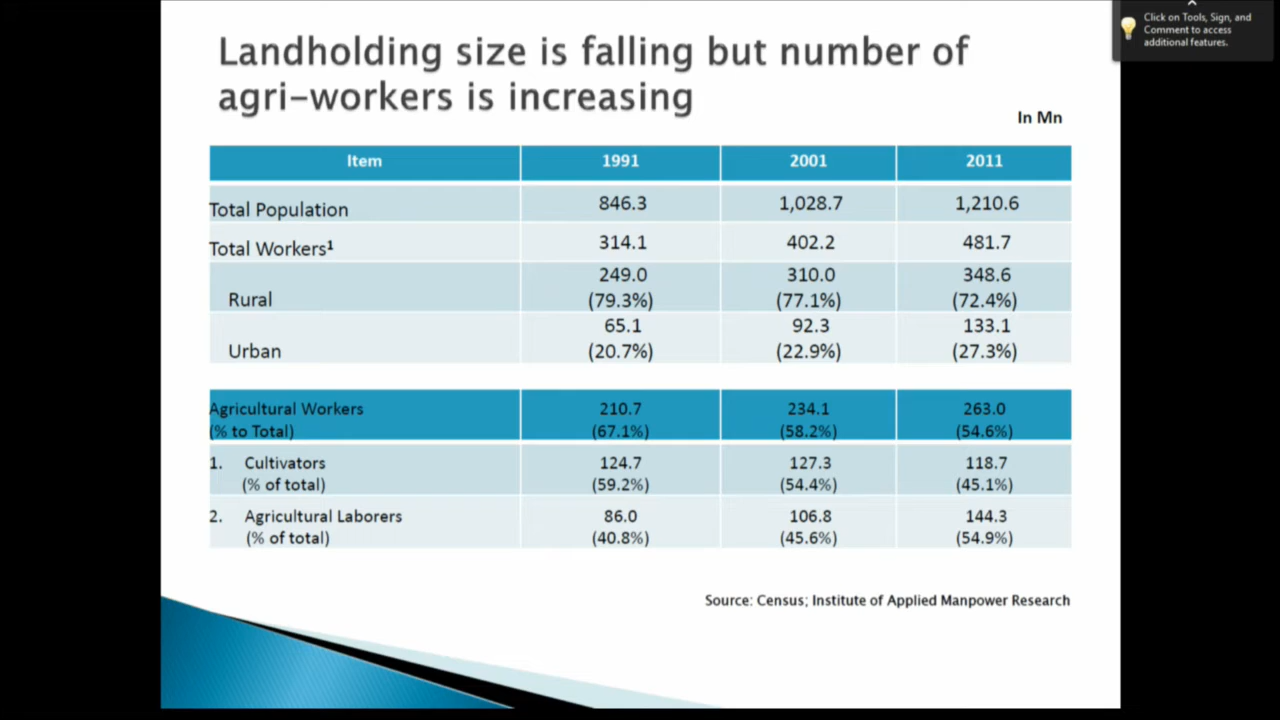 Click on Tools, Sign, and
Comment to access
additional features.
Landholding size is falling but number of
agri-workers is increasing
In Mn
Item 1991 2001 2011
Total Population 846.3 1,028.7 1,210.6
Total Workers¹ 314.1 402.2 481.7
249.0 310.0 348.6
Rural (79.3%) (77.1%) (72.4%)
65.1 92.3 133.1
Urban (20.7%) (22.9%) (27.3%)
Agricultural Workers 210.7 234.1 263.0
(% to Total) (67.1%) (58.2%) (54.6%)
1. Cultivators 124.7 127.3 118.7
(% of total) (59.2%) (54.4%) (45.1%)
2. Agricultural Laborers 86.0 106.8 144.3
(% of total) (40.8%) (45.6%) (54.9%)
Source: Census; Institute of Applied Manpower Research